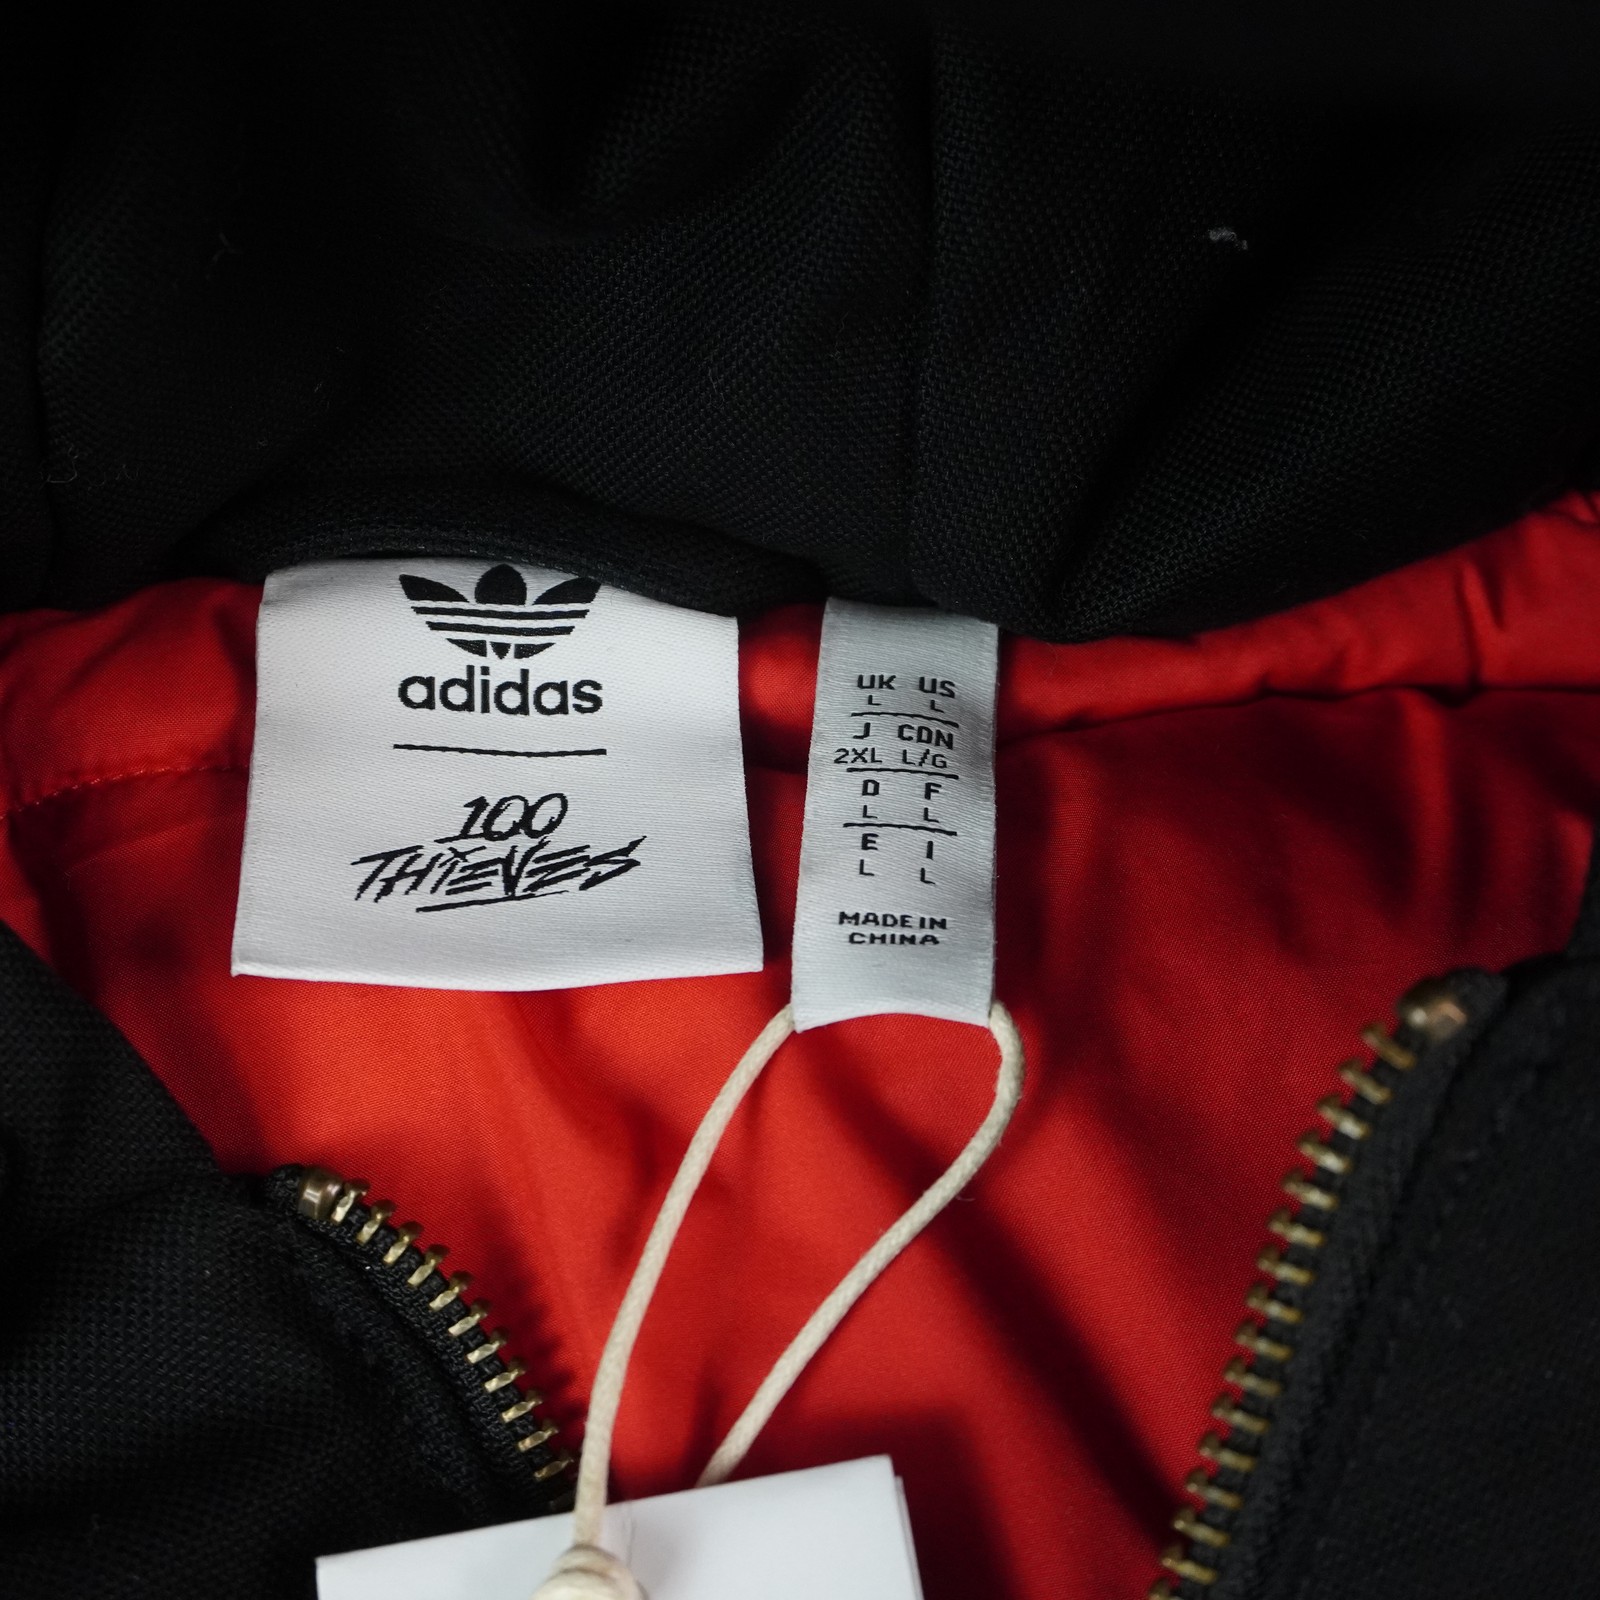 adidas
100
THIEVES
UK US
L L
J CDN
2XL L/G
D F
L L
E I
L L
MADE IN
CHINA